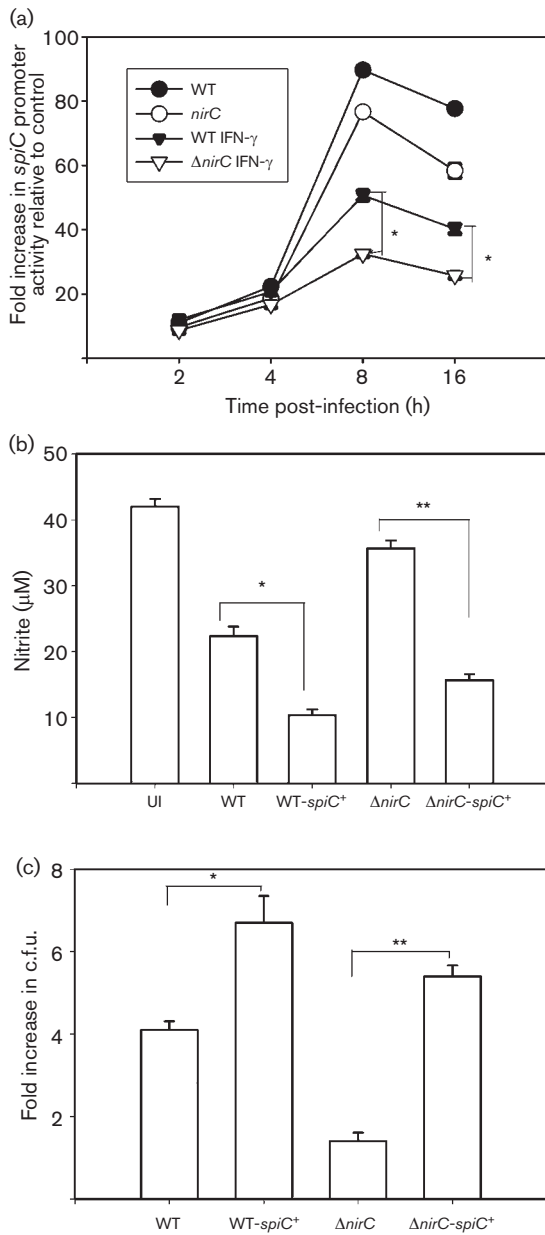 (a)
Fold increase in spiC promoter
activity relative to control
100
80
60
40
20
WT
nirC
WT IFN-γ
ΔnirC IFN-γ
*
*
2 4 8 16
Time post-infection (h)
(b)
Nitrite (μM)
50
40
30
20
10
*
**
UI WT WT-spiC⁺ ΔnirC ΔnirC-spiC⁺
(c)
Fold increase in c.f.u.
8
6
4
2
*
**
WT WT-spiC⁺ ΔnirC ΔnirC-spiC⁺